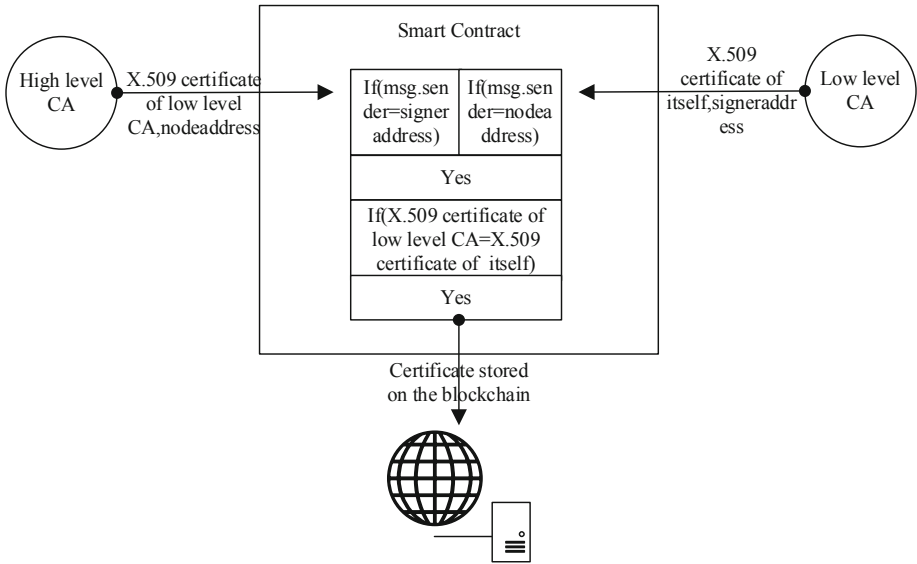 Smart Contract
High level
CA
X.509 certificate
of low level
CA,nodeaddress
If(msg.sen
der=signer
address)
If(msg.sen
der=nodea
ddress)
X.509
certificate of
itself,signeraddr
ess
Low level
CA
Yes
If(X.509 certificate of
low level CA=X.509
certificate of itself)
Yes
Certificate stored
on the blockchain